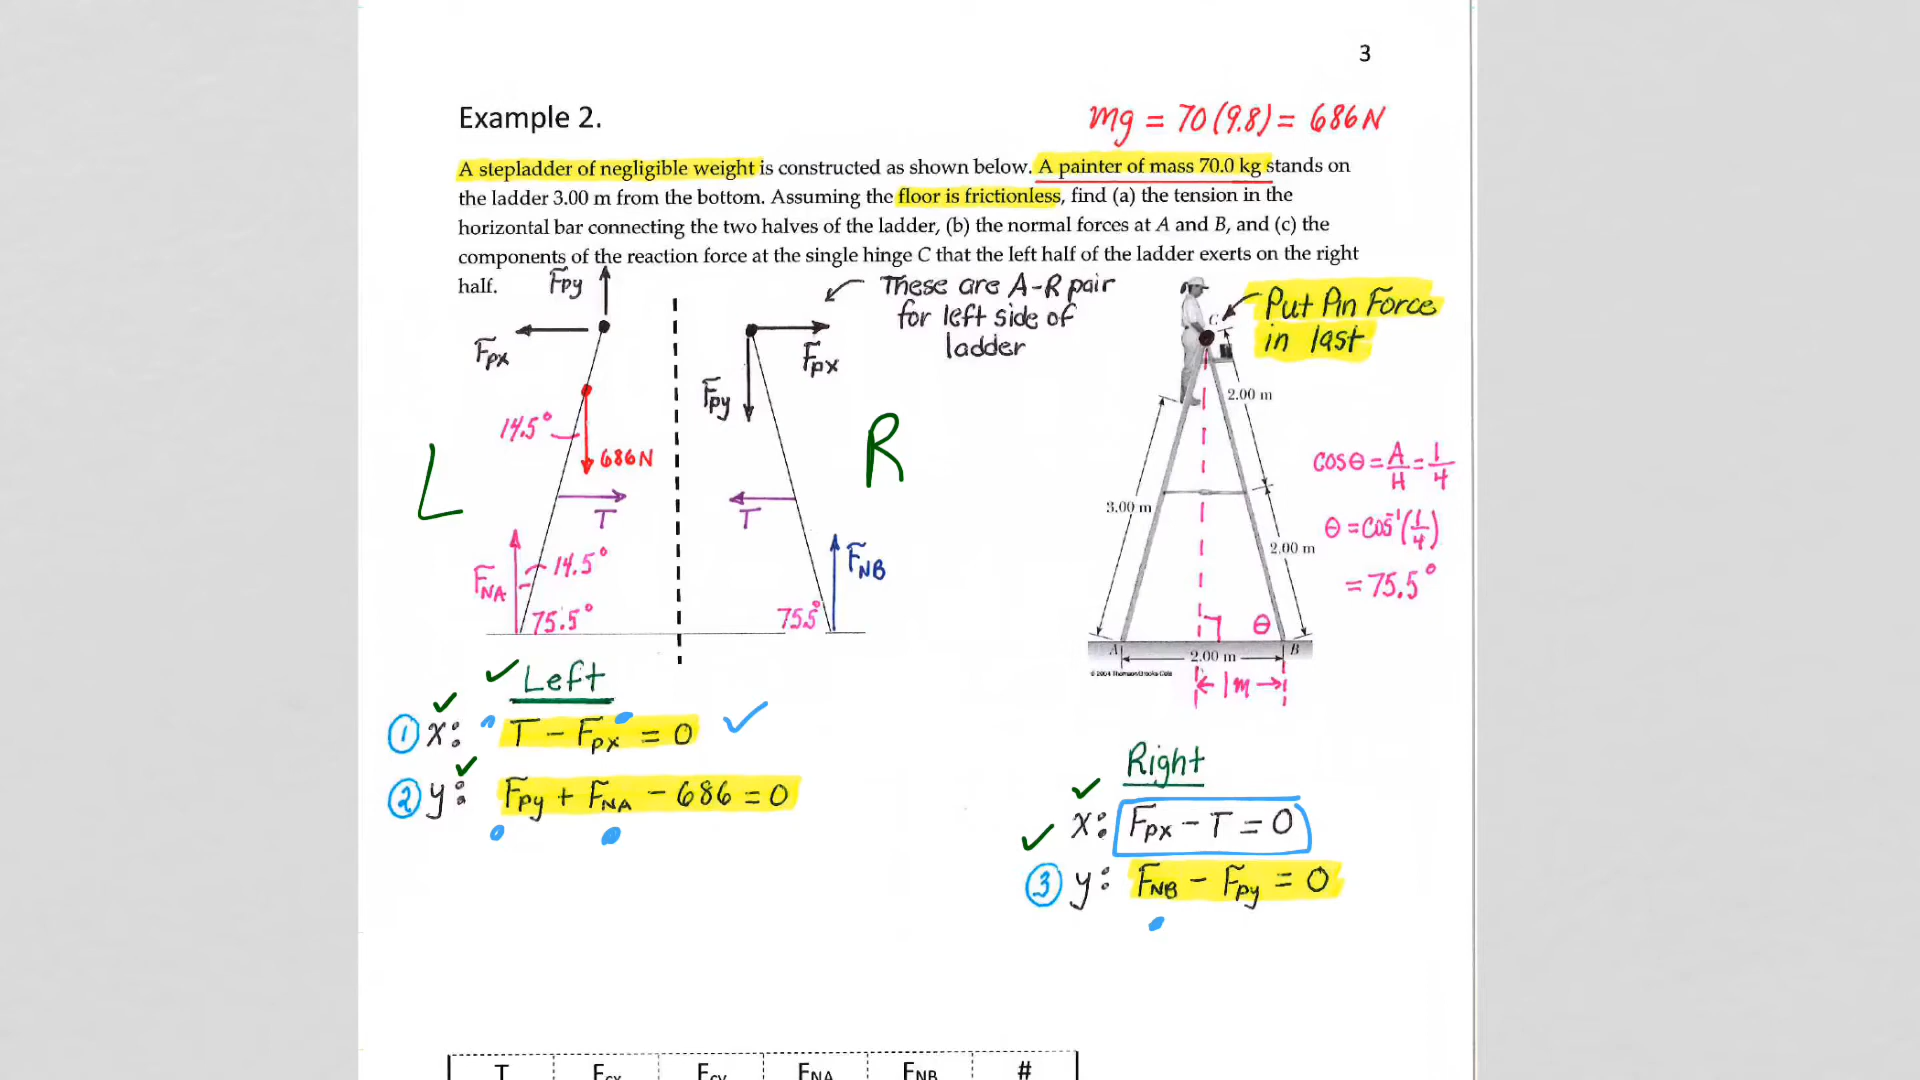 3
Example 2.
mg = 70 (9.8) = 686 N
A stepladder of negligible weight is constructed as shown below. A painter of mass 70.0 kg stands on
the ladder 3.00 m from the bottom. Assuming the floor is frictionless, find (a) the tension in the
horizontal bar connecting the two halves of the ladder, (b) the normal forces at A and B, and (c) the
components of the reaction force at the single hinge C that the left half of the ladder exerts on the right
half.
Fpy
Fpx
14.5°
686N
T
L
FNA
14.5°
75.5°
These are A-R pair
for left side of
ladder
Fpx
Fpy
R
T
FNB
75.5°
Put Pin Force
in last
C
2.00 m
3.00 m
2.00 m
θ
A
B
2.00 m
1m
cosθ = A/H = 1/4
θ = cos⁻¹(1/4)
= 75.5°
Left
① x: T - Fpx = 0
② y: Fpy + FNA - 686 = 0
Right
x: Fpx - T = 0
③ y: FNB - Fpy = 0
T FCX FCY FNA FNB #